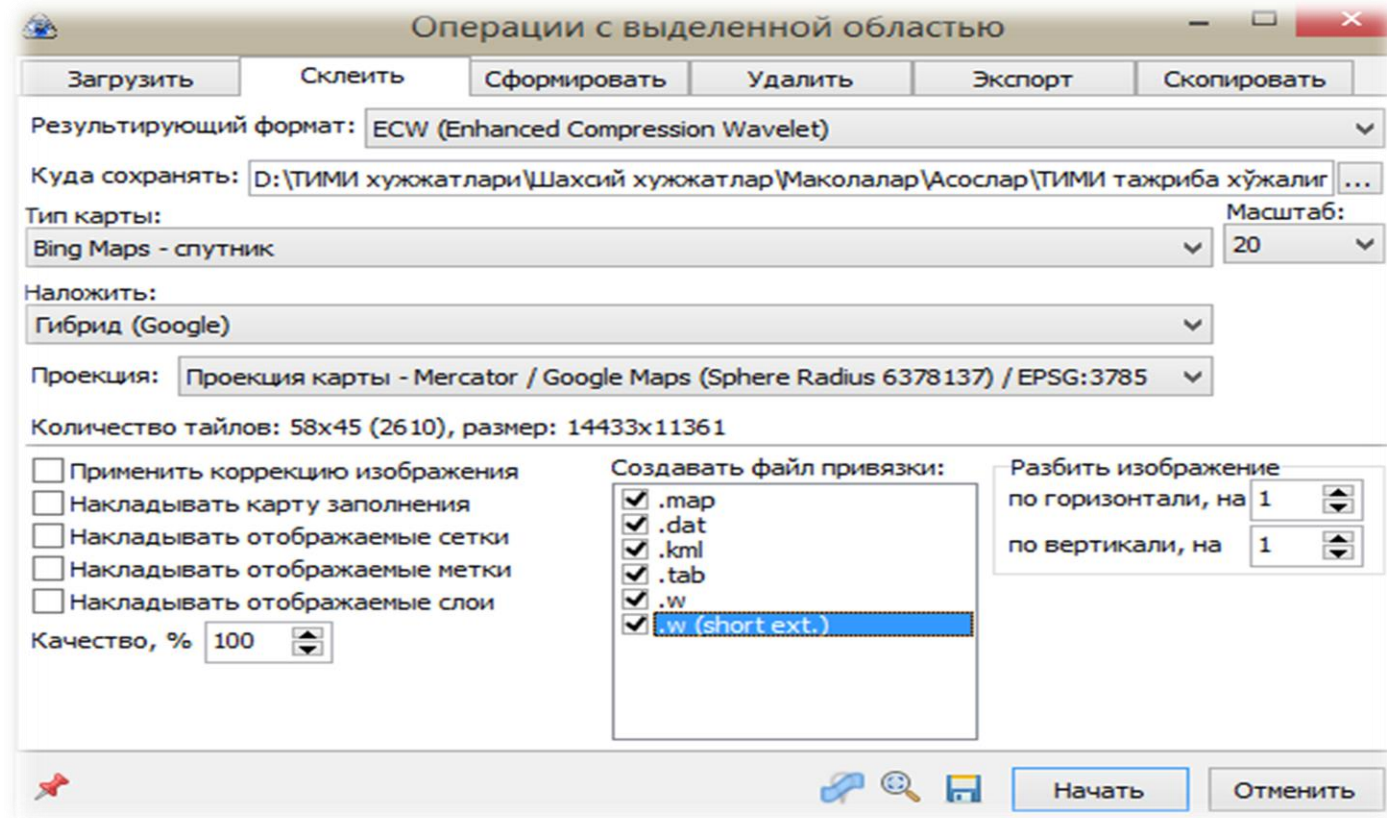 Операции с выделенной областью
Загрузить Склеить Сформировать Удалить Экспорт Скопировать
Результирующий формат: ECW (Enhanced Compression Wavelet)
Куда сохранять: D:\ТИМИ хужжатлари\Шахсий хужжатлар\Маколалар\Асослар\ТИМИ тажриба хўжалиг ...
Тип карты: Масштаб:
Bing Maps - спутник 20
Наложить:
Гибрид (Google)
Проекция: Проекция карты - Mercator / Google Maps (Sphere Radius 6378137) / EPSG:3785
Количество тайлов: 58x45 (2610), размер: 14433x11361
Применить коррекцию изображения
Накладывать карту заполнения
Накладывать отображаемые сетки
Накладывать отображаемые метки
Накладывать отображаемые слои
Качество, % 100
Создавать файл привязки:
.map
.dat
.kml
.tab
.w
.w (short ext.)
Разбить изображение
по горизонтали, на 1
по вертикали, на 1
Начать Отменить